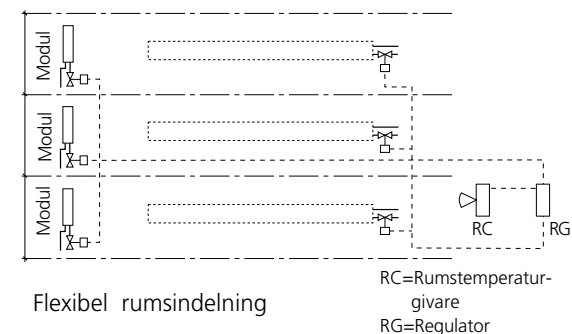 Modul
Modul
Modul
RC
RG
Flexibel rumsindelning
RC=Rumstemperatur-
givare
RG=Regulator